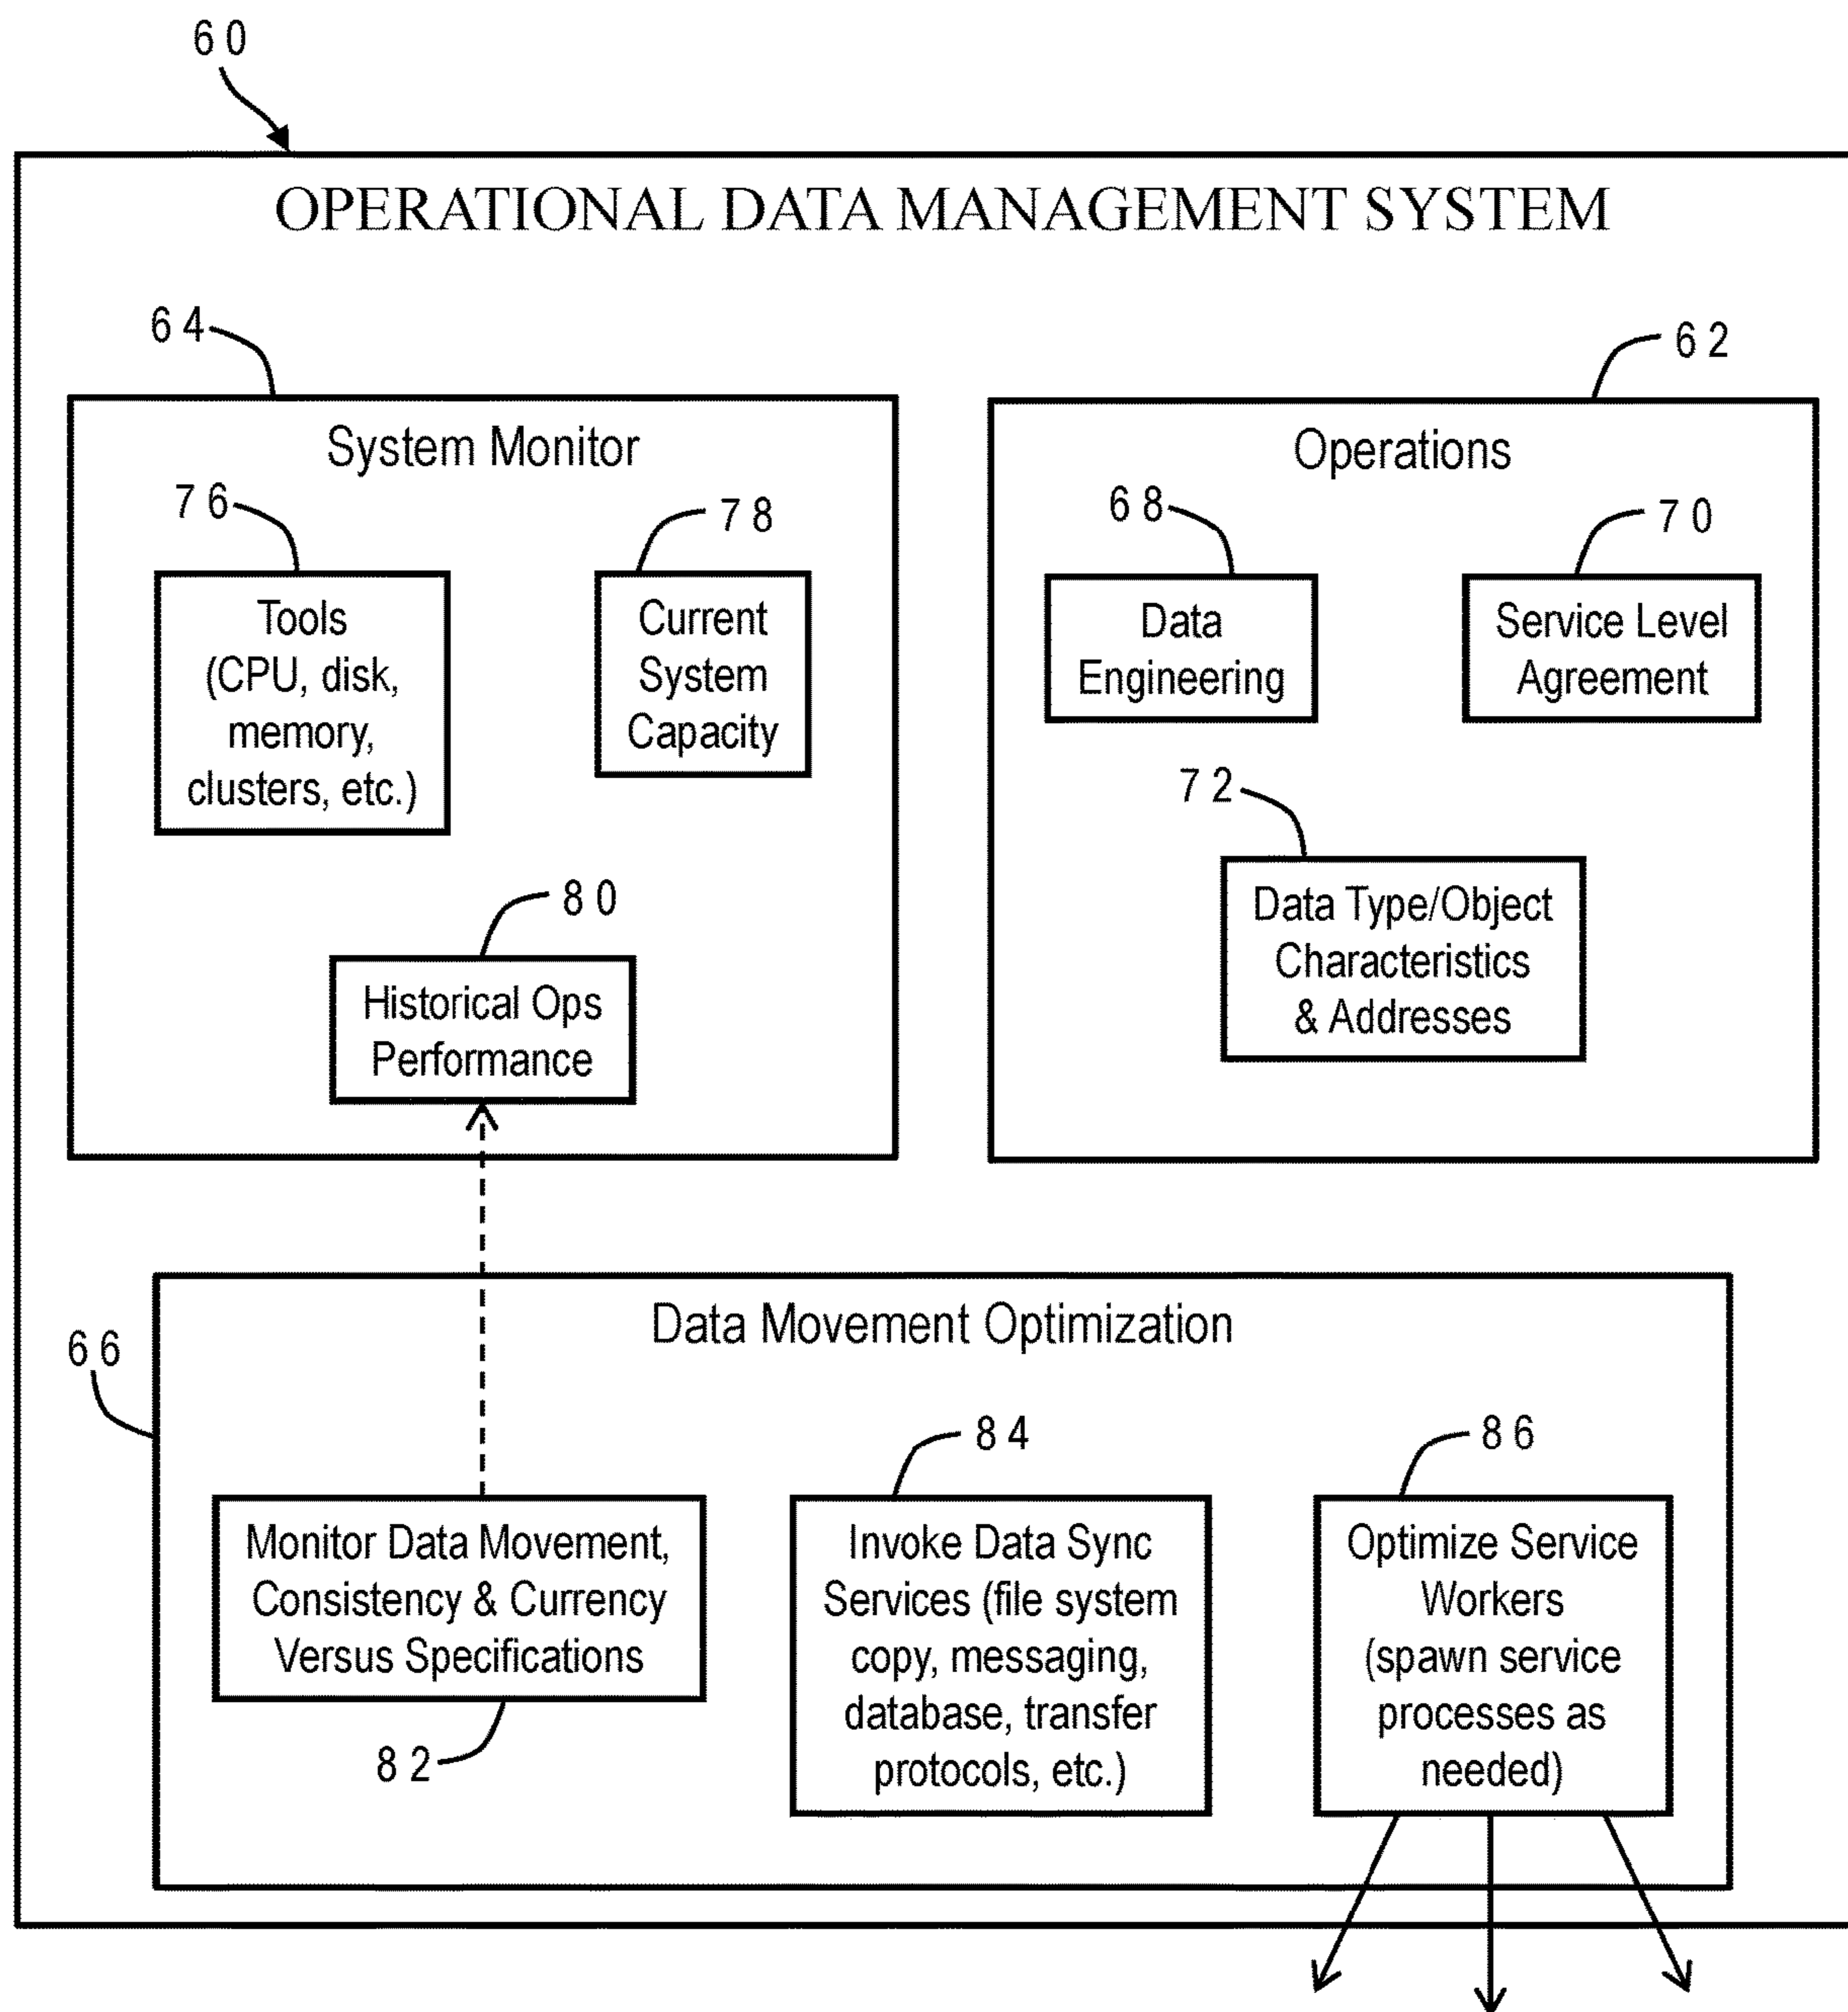 60
OPERATIONAL DATA MANAGEMENT SYSTEM
64
System Monitor
76
78
Tools
(CPU, disk,
memory,
clusters, etc.)
Current
System
Capacity
80
Historical Ops
Performance
62
Operations
68
70
Data
Engineering
Service Level
Agreement
72
Data Type/Object
Characteristics
& Addresses
66
Data Movement Optimization
Monitor Data Movement,
Consistency & Currency
Versus Specifications
82
84
Invoke Data Sync
Services (file system
copy, messaging,
database, transfer
protocols, etc.)
86
Optimize Service
Workers
(spawn service
processes as
needed)